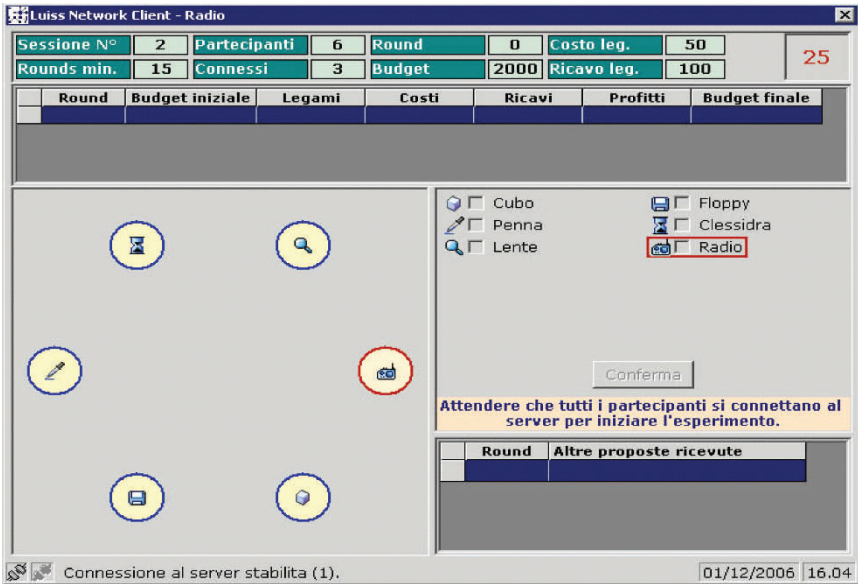 Luiss Network Client - Radio
Sessione N° 2 Partecipanti 6 Round 0 Costo leg. 50
25
Rounds min. 15 Connessi 3 Budget 2000 Ricavo leg. 100
Round Budget iniziale Legami Costi Ricavi Profitti Budget finale
Cubo Floppy
Penna Clessidra
Lente Radio
Conferma
Attendere che tutti i partecipanti si connettano al
server per iniziare l'esperimento.
Round Altre proposte ricevute
Connessione al server stabilita (1). 01/12/2006 16.04